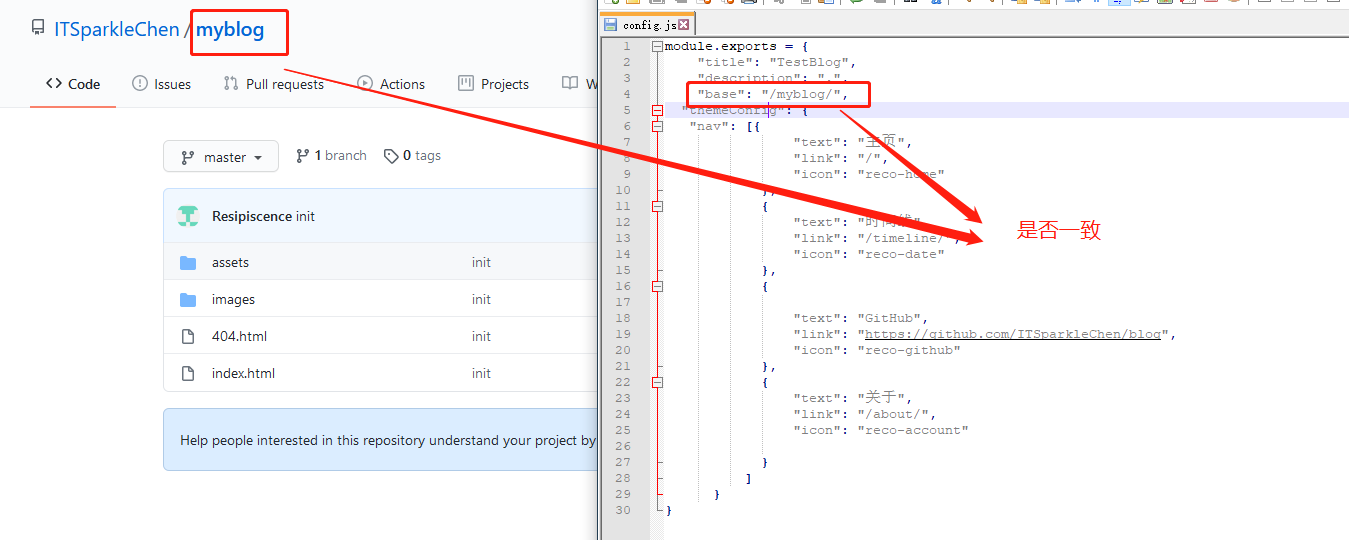 ITSparkleChen / myblog
Code
Issues
Pull requests
Actions
Projects
W
master
1 branch
0 tags
Resipiscence init
assets init
images init
404.html init
index.html init
Help people interested in this repository understand your project by
config.js
1 module.exports = {
2 "title": "TestBlog",
3 "description": ".",
4 "base": "/myblog/",
5 "themeConfig": {
6 "nav": [{
7 "text": "主页",
8 "link": "/",
9 "icon": "reco-home"
10 },
11 {
12 "text": "时间线"
13 "link": "/timeline/",
14 "icon": "reco-date"
15 },
16 {
17
18 "text": "GitHub",
19 "link": "https://github.com/ITSparkleChen/blog",
20 "icon": "reco-github"
21 },
22 {
23 "text": "关于",
24 "link": "/about/",
25 "icon": "reco-account"
26
27 }
28 ]
29 }
30 }
是否一致